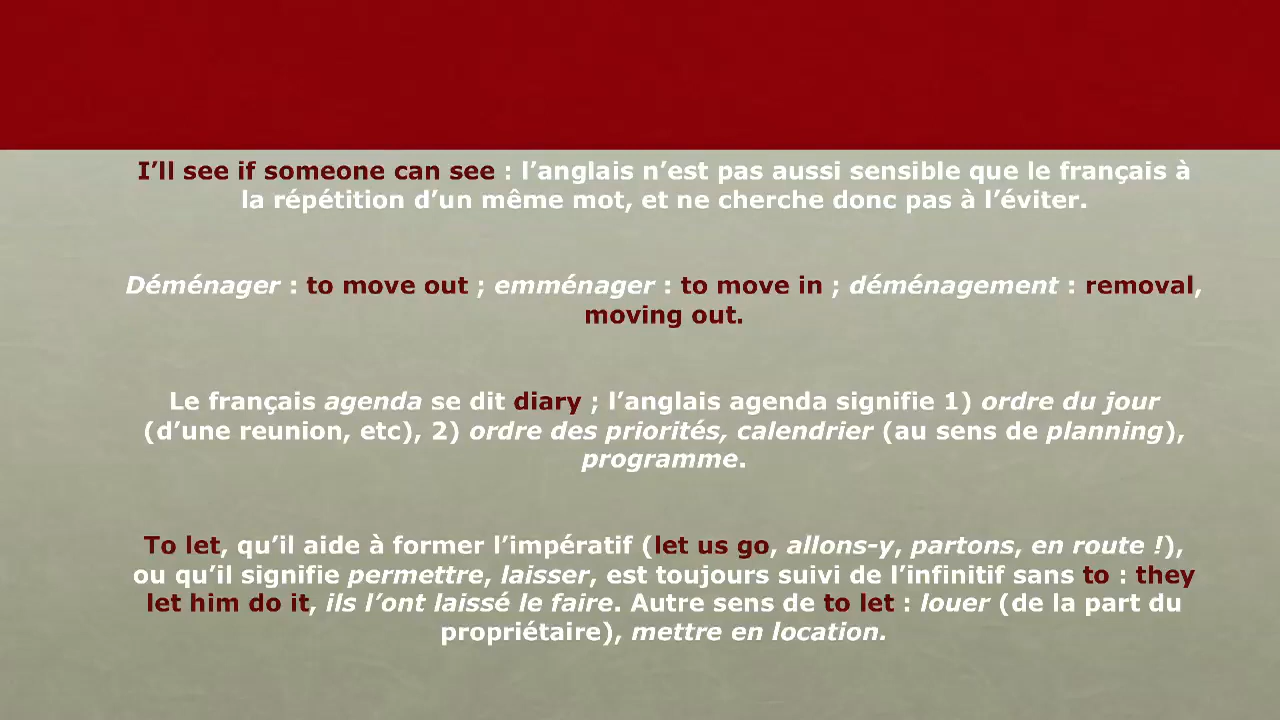 I’ll see if someone can see : l’anglais n’est pas aussi sensible que le français à
la répétition d’un même mot, et ne cherche donc pas à l’éviter.
Déménager : to move out ; emménager : to move in ; déménagement : removal,
moving out.
Le français agenda se dit diary ; l’anglais agenda signifie 1) ordre du jour
(d’une reunion, etc), 2) ordre des priorités, calendrier (au sens de planning),
programme.
To let, qu’il aide à former l’impératif (let us go, allons-y, partons, en route !),
ou qu’il signifie permettre, laisser, est toujours suivi de l’infinitif sans to : they
let him do it, ils l’ont laissé le faire. Autre sens de to let : louer (de la part du
propriétaire), mettre en location.